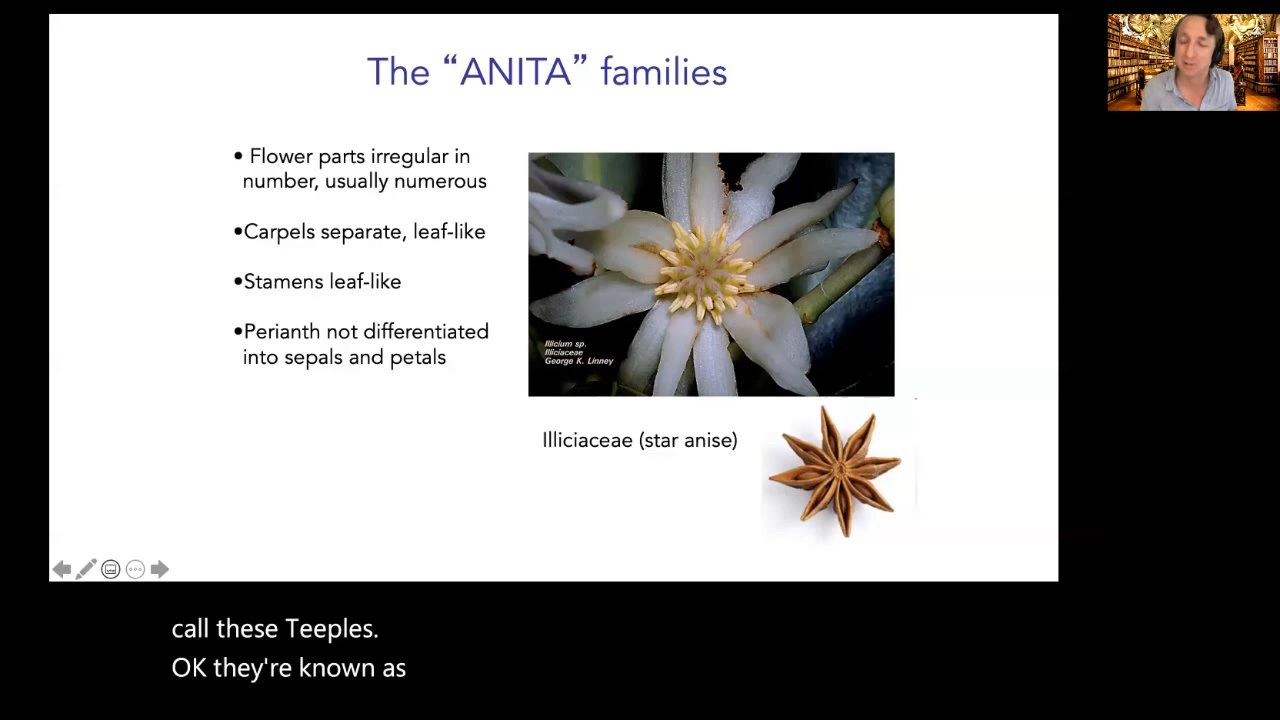 The “ANITA” families
• Flower parts irregular in
number, usually numerous
•Carpels separate, leaf-like
•Stamens leaf-like
•Perianth not differentiated
into sepals and petals
Illicium sp.
Illiciaceae
George K. Linney
Illiciaceae (star anise)
call these Teeples.
OK they're known as